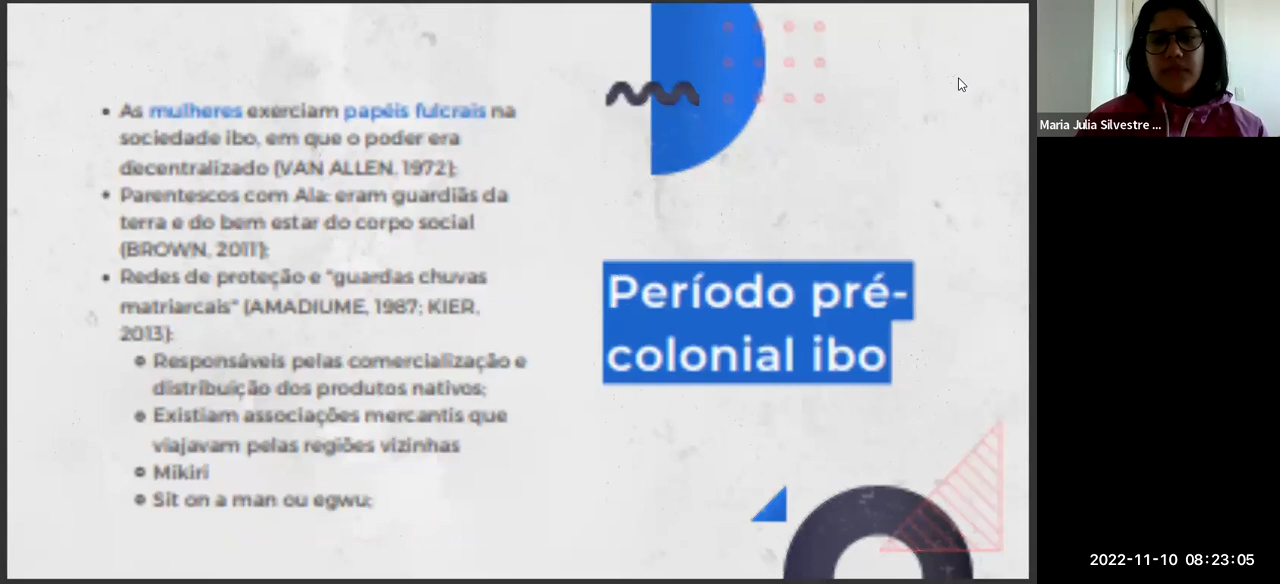 As mulheres exerciam papéis fulcrais na
sociedade ibo, em que o poder era
decentralizado (VAN ALLEN, 1972);
Parentescos com Ala: eram guardiãs da
terra e do bem estar do corpo social
(BROWN, 2011);
Redes de proteção e "guardas chuvas
matriarcais" (AMADIUME, 1987; KIER,
2013):
Responsáveis pelas comercialização e
distribuição dos produtos nativos;
Existiam associações mercantis que
viajavam pelas regiões vizinhas
Mikiri
Sit on a man ou egwu;
Período pré-
colonial ibo
Maria Julia Silvestre ...
2022-11-10 08:23:05